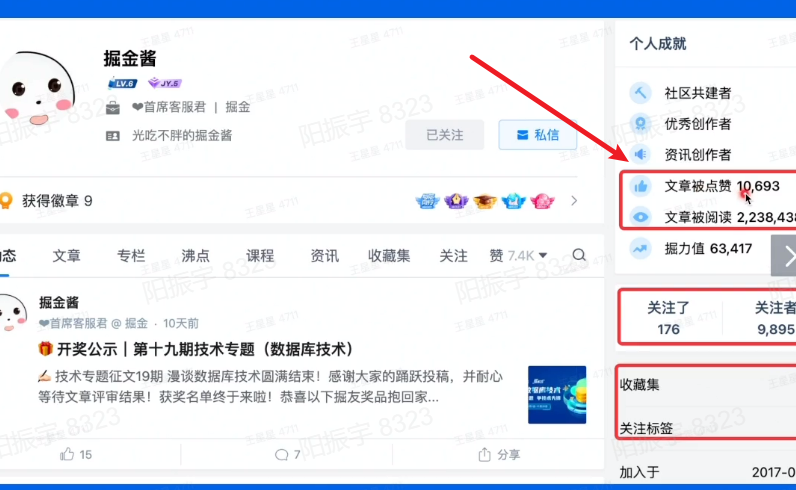 掘金酱
LV.6 JY.5
❤首席客服君 | 掘金
光吃不胖的掘金酱
已关注
私信
获得徽章 9
态 文章 专栏 沸点 课程 资讯 收藏集 关注 赞 7.4K
掘金酱
❤首席客服君 @ 掘金 · 10天前
开奖公示｜第十九期技术专题（数据库技术）
技术专题征文19期 漫谈数据库技术圆满结束！感谢大家的踊跃投稿，并耐心
等待文章评审结果！获奖名单终于来啦！恭喜以下掘友奖品抱回家...
15
7
分享
个人成就
社区共建者
优秀创作者
资讯创作者
文章被点赞 10,693
文章被阅读 2,238,438
掘力值 63,417
关注了
176
关注者
9,895
收藏集
关注标签
加入于 2017-0
阳振宇 8323
王星星 4711